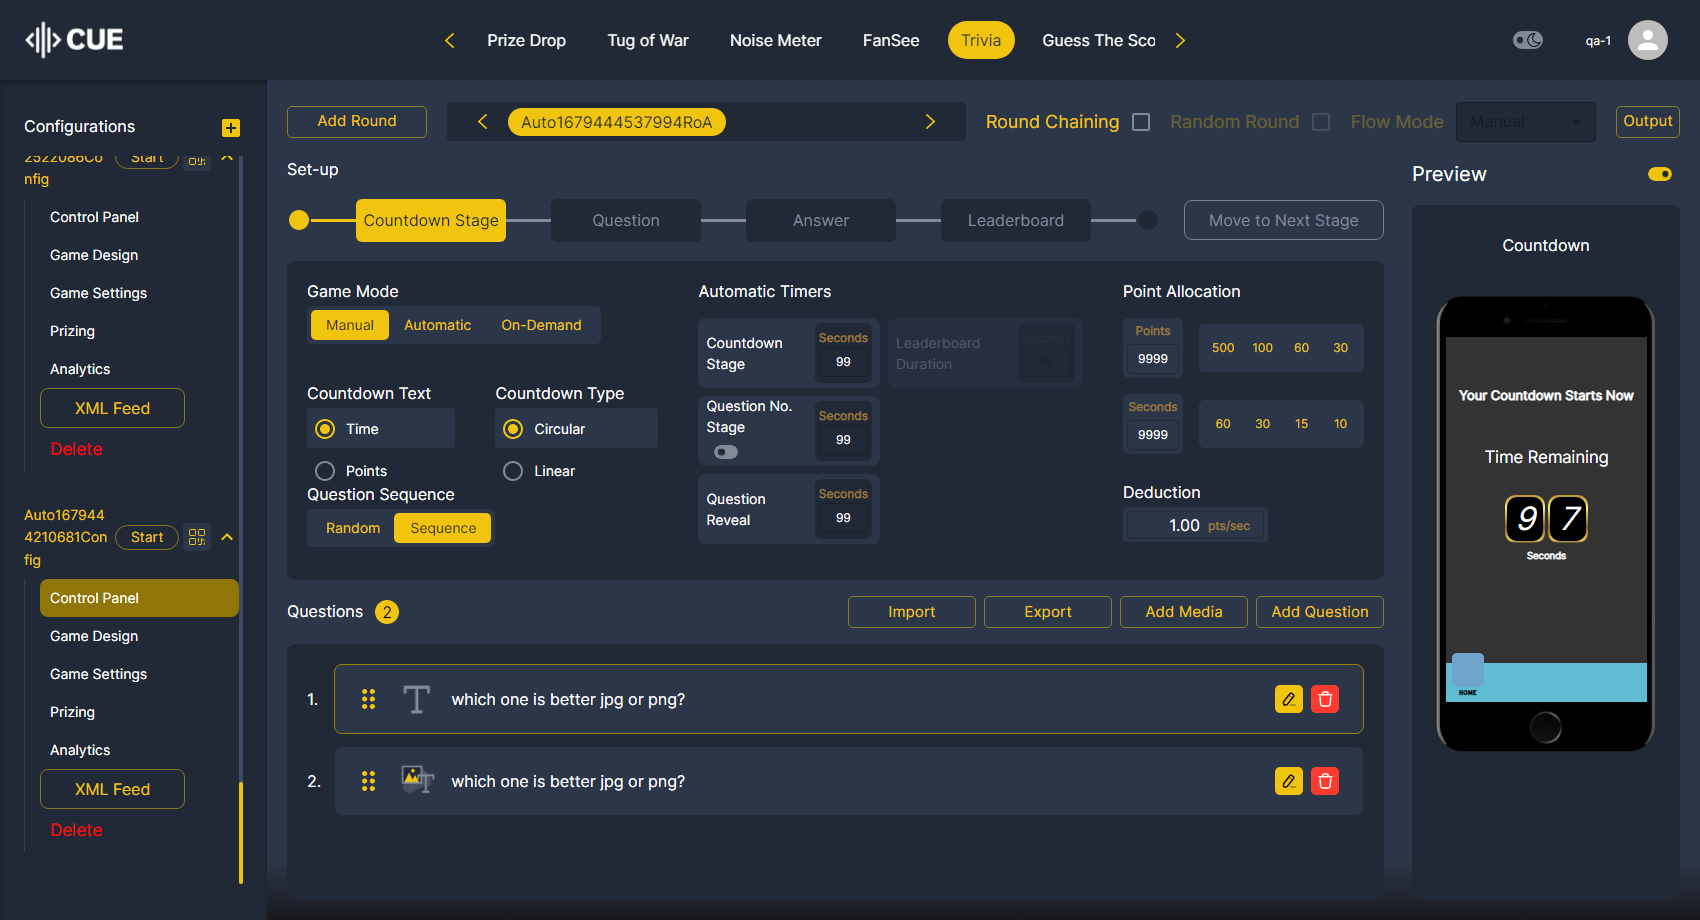 CUE
Prize Drop
Tug of War
Noise Meter
FanSee
Trivia
Guess The Sco
qa-1
Configurations
2522086Co
nfig
Start
Control Panel
Game Design
Game Settings
Prizing
Analytics
XML Feed
Delete
Auto167944
4210681Con
fig
Start
Control Panel
Game Design
Game Settings
Prizing
Analytics
XML Feed
Delete
Add Round
Auto1679444537994RoA
Round Chaining
Random Round
Flow Mode
Manual
Output
Set-up
Countdown Stage
Question
Answer
Leaderboard
Move to Next Stage
Game Mode
Manual
Automatic
On-Demand
Countdown Text
Time
Points
Countdown Type
Circular
Linear
Question Sequence
Random
Sequence
Automatic Timers
Countdown
Stage
Seconds
99
Leaderboard
Duration
Seconds
99
Question No.
Stage
Seconds
99
Question
Reveal
Seconds
99
Point Allocation
Points
9999
500 100 60 30
Seconds
9999
60 30 15 10
Deduction
1.00 pts/sec
Questions 2
Import
Export
Add Media
Add Question
1.
which one is better jpg or png?
2.
which one is better jpg or png?
Preview
Countdown
Your Countdown Starts Now
Time Remaining
97
Seconds
HOME